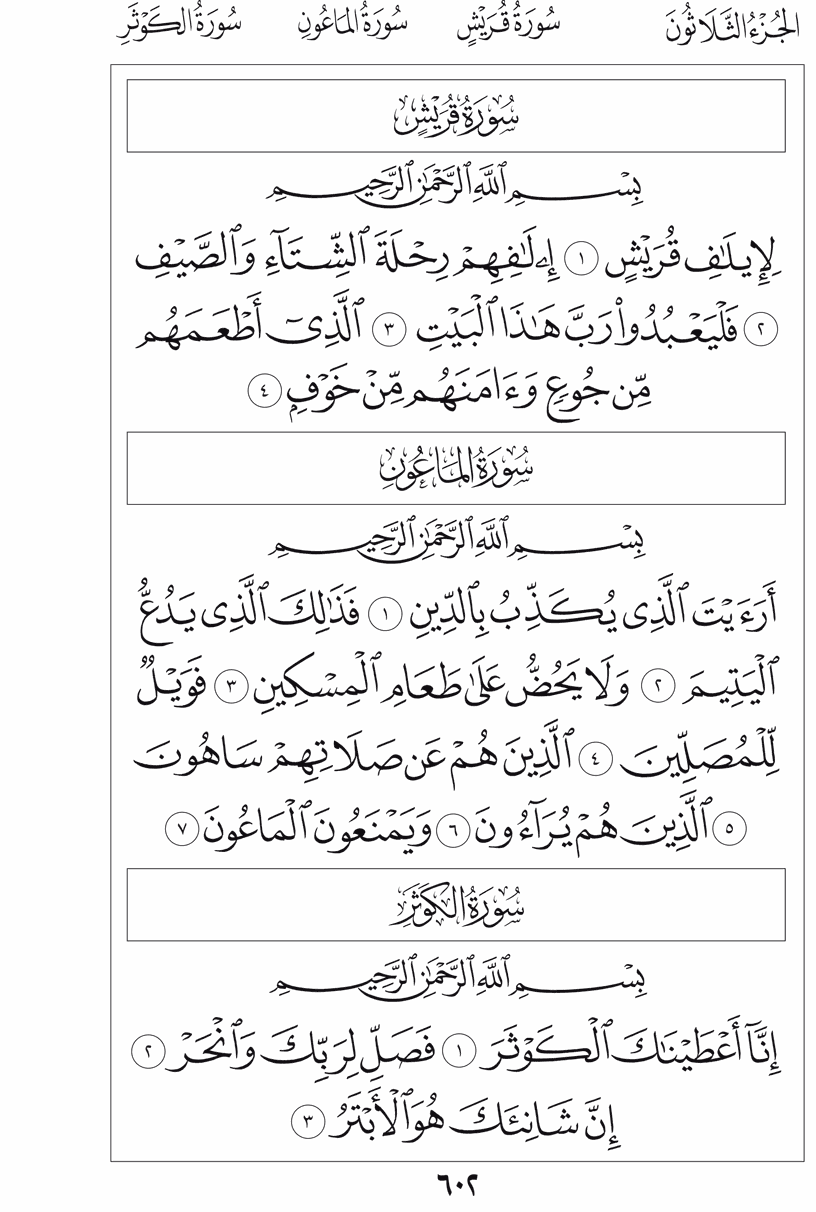 الجُزْءُ الثَّلَاثُونَ سُورَةُ قُرَيْشٍ سُورَةُ المَاعُونِ سُورَةُ الكَوْثَرِ
سُورَةُ قُرَيْشٍ
بِسْمِ ٱللَّهِ ٱلرَّحْمَٰنِ ٱلرَّحِيمِ
لِإِيلَٰفِ قُرَيْشٍ ١ إِۦلَٰفِهِمْ رِحْلَةَ ٱلشِّتَآءِ وَٱلصَّيْفِ
٢ فَلْيَعْبُدُوا۟ رَبَّ هَٰذَا ٱلْبَيْتِ ٣ ٱلَّذِىٓ أَطْعَمَهُم
مِّن جُوعٍ وَءَامَنَهُم مِّنْ خَوْفٍۭ ٤
سُورَةُ المَاعُونِ
بِسْمِ ٱللَّهِ ٱلرَّحْمَٰنِ ٱلرَّحِيمِ
أَرَءَيْتَ ٱلَّذِى يُكَذِّبُ بِٱلدِّينِ ١ فَذَٰلِكَ ٱلَّذِى يَدُعُّ
ٱلْيَتِيمَ ٢ وَلَا يَحُضُّ عَلَىٰ طَعَامِ ٱلْمِسْكِينِ ٣ فَوَيْلٌ
لِّلْمُصَلِّينَ ٤ ٱلَّذِينَ هُمْ عَن صَلَاتِهِمْ سَاهُونَ
٥ ٱلَّذِينَ هُمْ يُرَآءُونَ ٦ وَيَمْنَعُونَ ٱلْمَاعُونَ ٧
سُورَةُ الكَوْثَرِ
بِسْمِ ٱللَّهِ ٱلرَّحْمَٰنِ ٱلرَّحِيمِ
إِنَّآ أَعْطَيْنَٰكَ ٱلْكَوْثَرَ ١ فَصَلِّ لِرَبِّكَ وَٱنْحَرْ ٢
إِنَّ شَانِئَكَ هُوَ ٱلْأَبْتَرُ ٣
٦٠٢